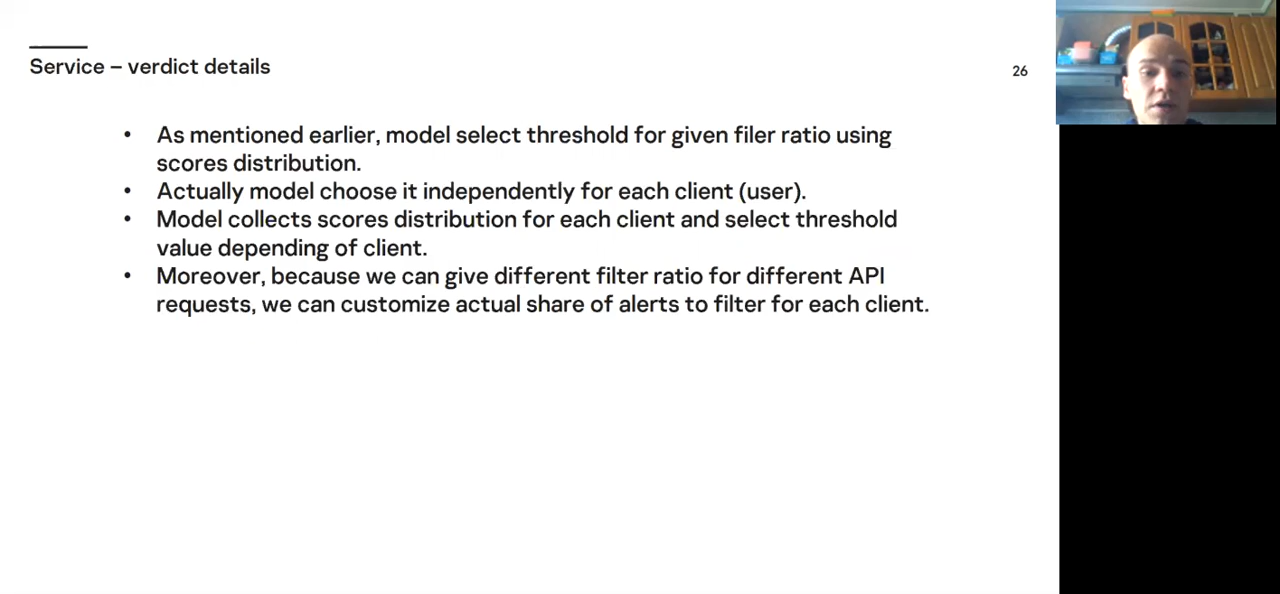 Service – verdict details
26
• As mentioned earlier, model select threshold for given filer ratio using
scores distribution.
• Actually model choose it independently for each client (user).
• Model collects scores distribution for each client and select threshold
value depending of client.
• Moreover, because we can give different filter ratio for different API
requests, we can customize actual share of alerts to filter for each client.